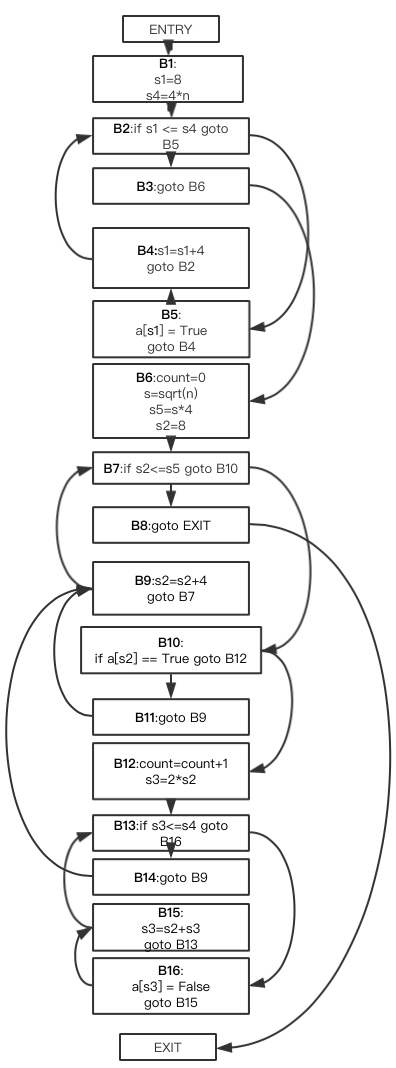 ENTRY
B1:
s1=8
s4=4*n
B2:if s1 <= s4 goto
B5
B3:goto B6
B4:s1=s1+4
goto B2
B5:
a[s1] = True
goto B4
B6:count=0
s=sqrt(n)
s5=s*4
s2=8
B7:if s2<=s5 goto B10
B8:goto EXIT
B9:s2=s2+4
goto B7
B10:
if a[s2] == True goto B12
B11:goto B9
B12:count=count+1
s3=2*s2
B13:if s3<=s4 goto
B16
B14:goto B9
B15:
s3=s2+s3
goto B13
B16:
a[s3] = False
goto B15
EXIT